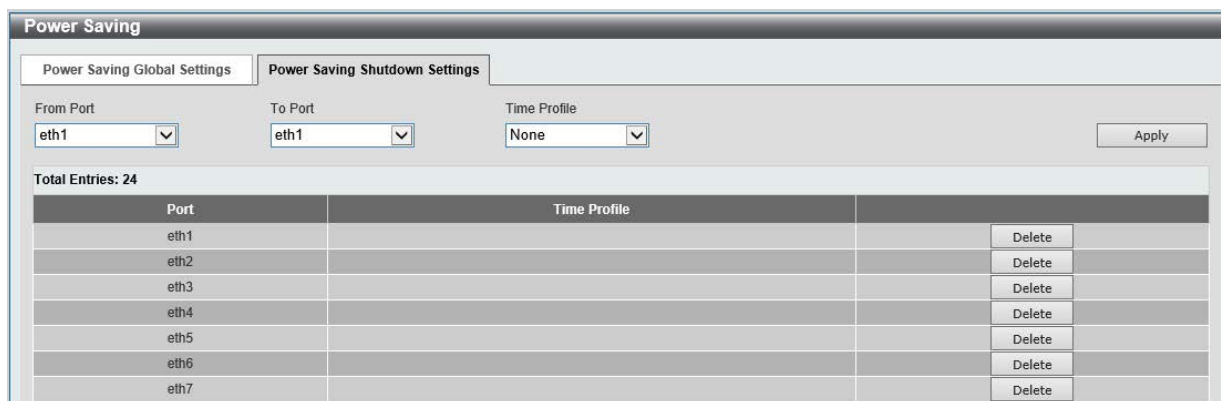 Power Saving
Power Saving Global Settings Power Saving Shutdown Settings
From Port To Port Time Profile
eth1 eth1 None Apply
Total Entries: 24
Port Time Profile
eth1 Delete
eth2 Delete
eth3 Delete
eth4 Delete
eth5 Delete
eth6 Delete
eth7 Delete